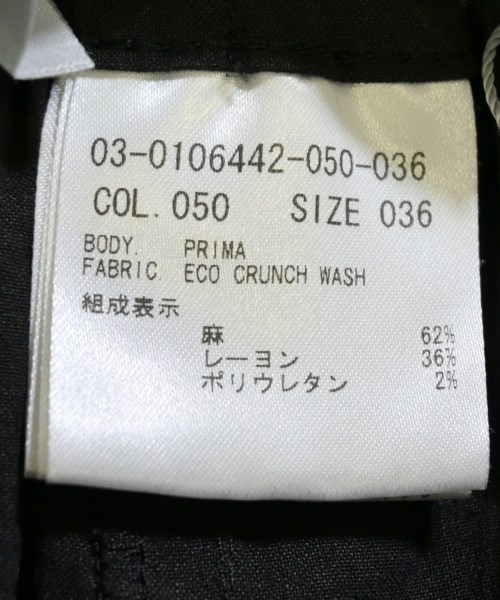 03-0106442-050-036
COL. 050 SIZE 036
BODY. PRIMA
FABRIC. ECO CRUNCH WASH
組成表示
麻 62%
レーヨン 36%
ポリウレタン 2%